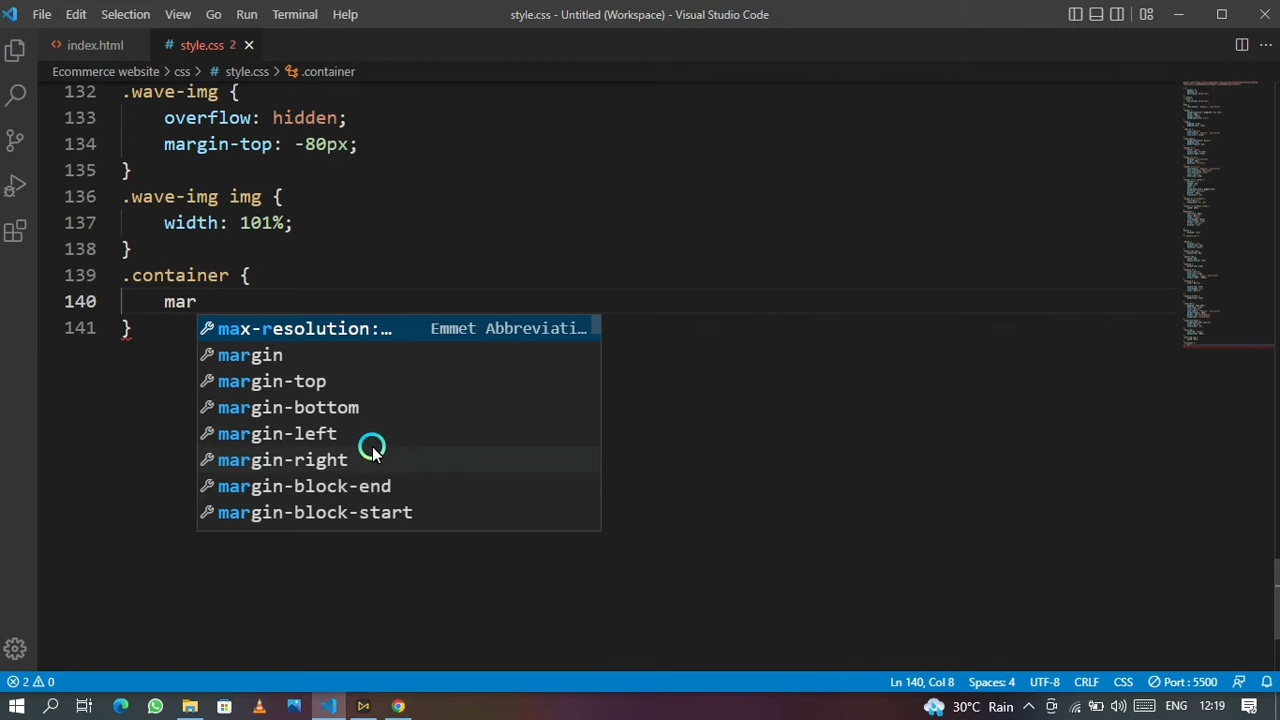 File Edit Selection View Go Run Terminal Help style.css - Untitled (Workspace) - Visual Studio Code
index.html style.css 2
Ecommerce website > css > style.css > .container
132 .wave-img {
133 overflow: hidden;
134 margin-top: -80px;
135 }
136 .wave-img img {
137 width: 101%;
138 }
139 .container {
140 mar
141 }
max-resolution:… Emmet Abbreviati…
margin
margin-top
margin-bottom
margin-left
margin-right
margin-block-end
margin-block-start
2 0 Ln 140, Col 8 Spaces: 4 UTF-8 CRLF CSS Port : 5500
30°C Rain ENG 12:19